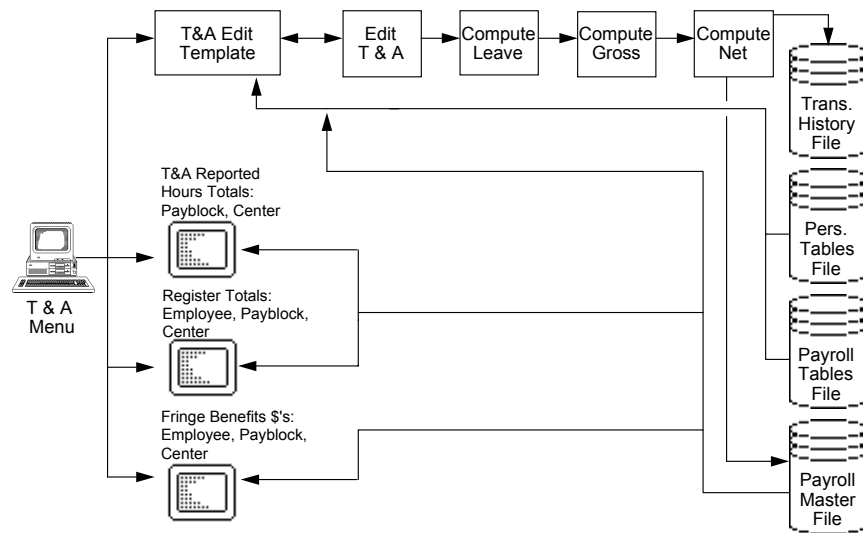 T&A Edit
Template
Edit
T & A
Compute
Leave
Compute
Gross
Compute
Net
Trans.
History
File
T&A Reported
Hours Totals:
Payblock, Center
Pers.
Tables
File
T & A
Menu
Register Totals:
Employee, Payblock,
Center
Payroll
Tables
File
Fringe Benefits $'s:
Employee, Payblock,
Center
Payroll
Master
File